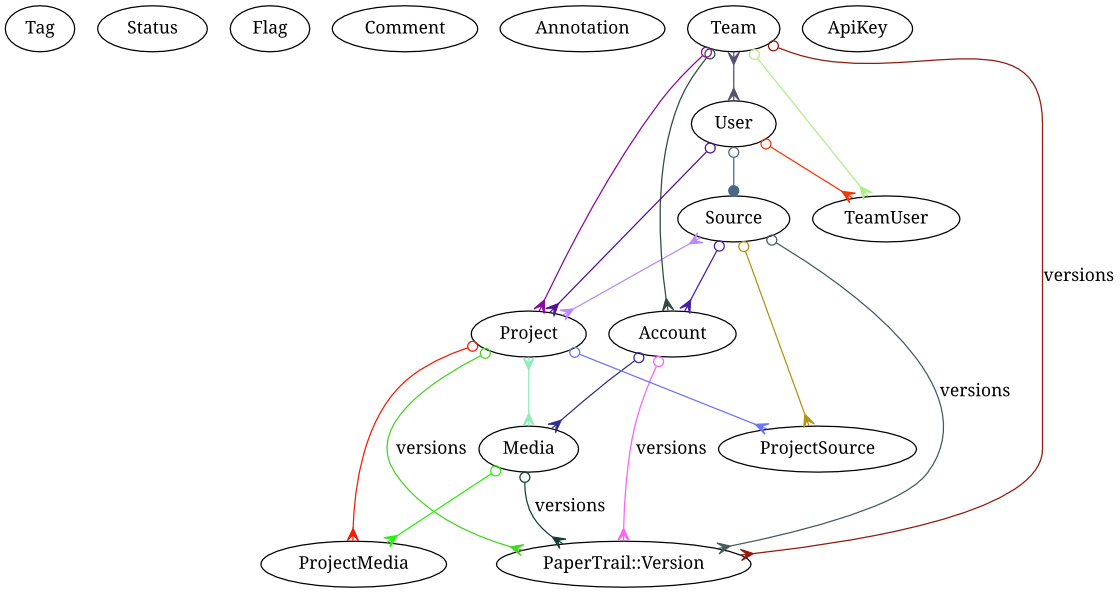 Tag
Status
Flag
Comment
Annotation
Team
ApiKey
User
Source
TeamUser
versions
Project
Account
versions
versions
versions
Media
ProjectSource
versions
ProjectMedia
PaperTrail::Version